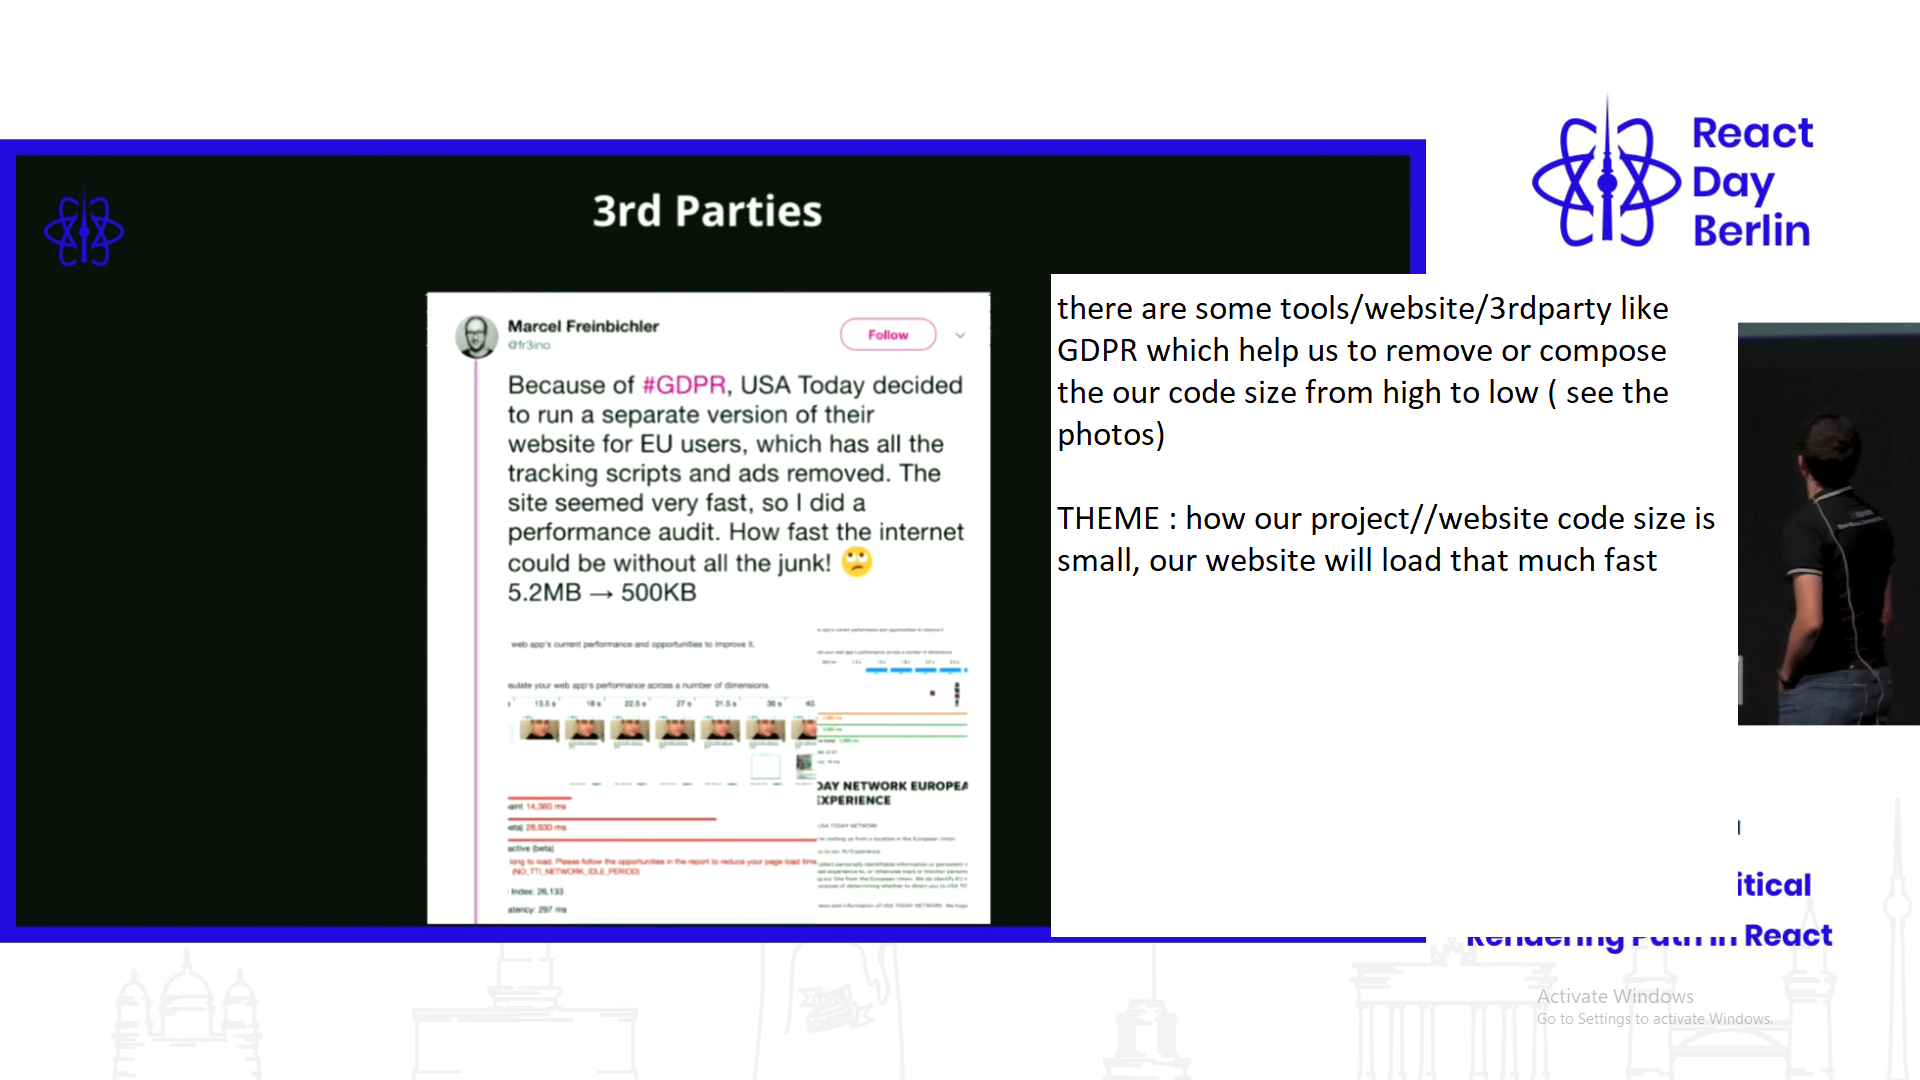 React
Day
Berlin
3rd Parties
Marcel Freinbichler
@fr3ino
Follow
Because of #GDPR, USA Today decided
to run a separate version of their
website for EU users, which has all the
tracking scripts and ads removed. The
site seemed very fast, so I did a
performance audit. How fast the internet
could be without all the junk! 🙄
5.2MB → 500KB
web app's current performance and opportunities to improve it.
sulate your web app's performance across a number of dimensions.
13.5 s 18 s 22.5 s 27 s 31.5 s 36 s 40
aint 14,360 ms
eta) 28,930 ms
active (beta)
long to load. Please follow the opportunities in the report to reduce your page load time
(NO_TTI_NETWORK_IDLE_PERIOD)
Index: 26,133
atency: 297 ms
DAY NETWORK EUROPEA
EXPERIENCE
USA TODAY NETWORK
there are some tools/website/3rdparty like
GDPR which help us to remove or compose
the our code size from high to low ( see the
photos)
THEME : how our project//website code size is
small, our website will load that much fast
itical
Rendering Path in React
Activate Windows
Go to Settings to activate Windows.